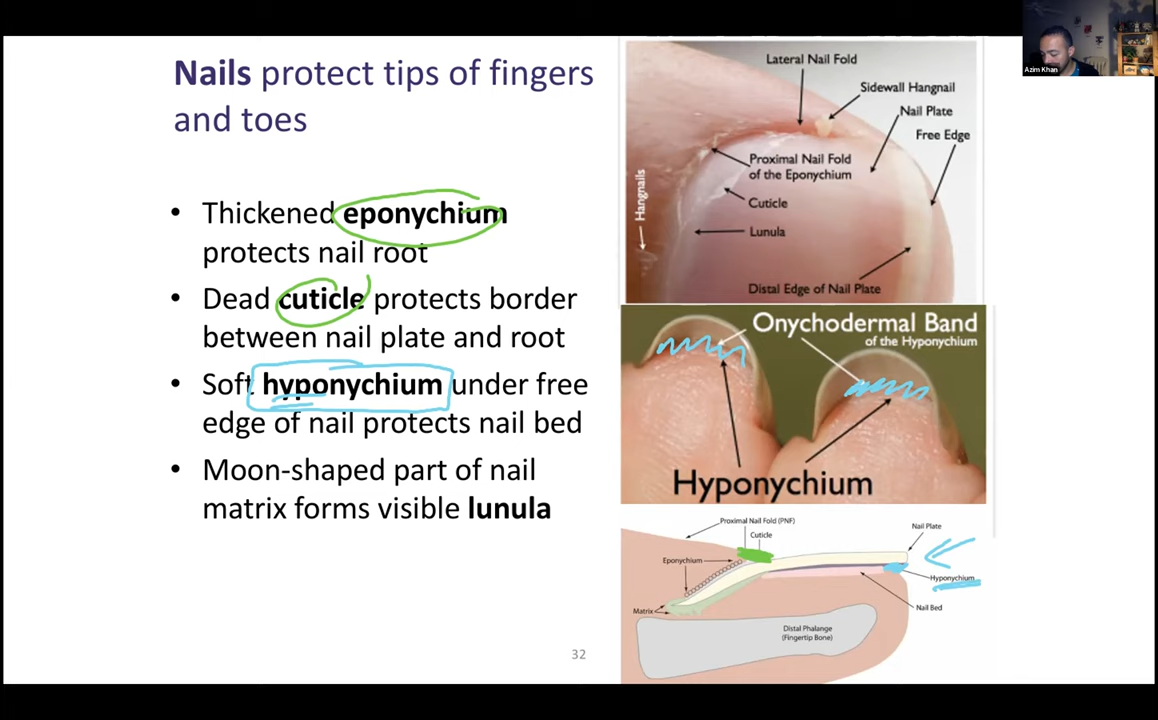 Nails protect tips of fingers
and toes
• Thickened eponychium
protects nail root
• Dead cuticle protects border
between nail plate and root
• Soft hyponychium under free
edge of nail protects nail bed
• Moon-shaped part of nail
matrix forms visible lunula
32
Lateral Nail Fold
Sidewall Hangnail
Nail Plate
Free Edge
Proximal Nail Fold
of the Eponychium
Hangnails
Cuticle
Lunula
Distal Edge of Nail Plate
Onychodermal Band
of the Hyponychium
Hyponychium
Proximal Nail Fold (PNF)
Cuticle
Nail Plate
Eponychium
Hyponychium
Matrix
Nail Bed
Distal Phalange
(Fingertip Bone)
Azim Khan